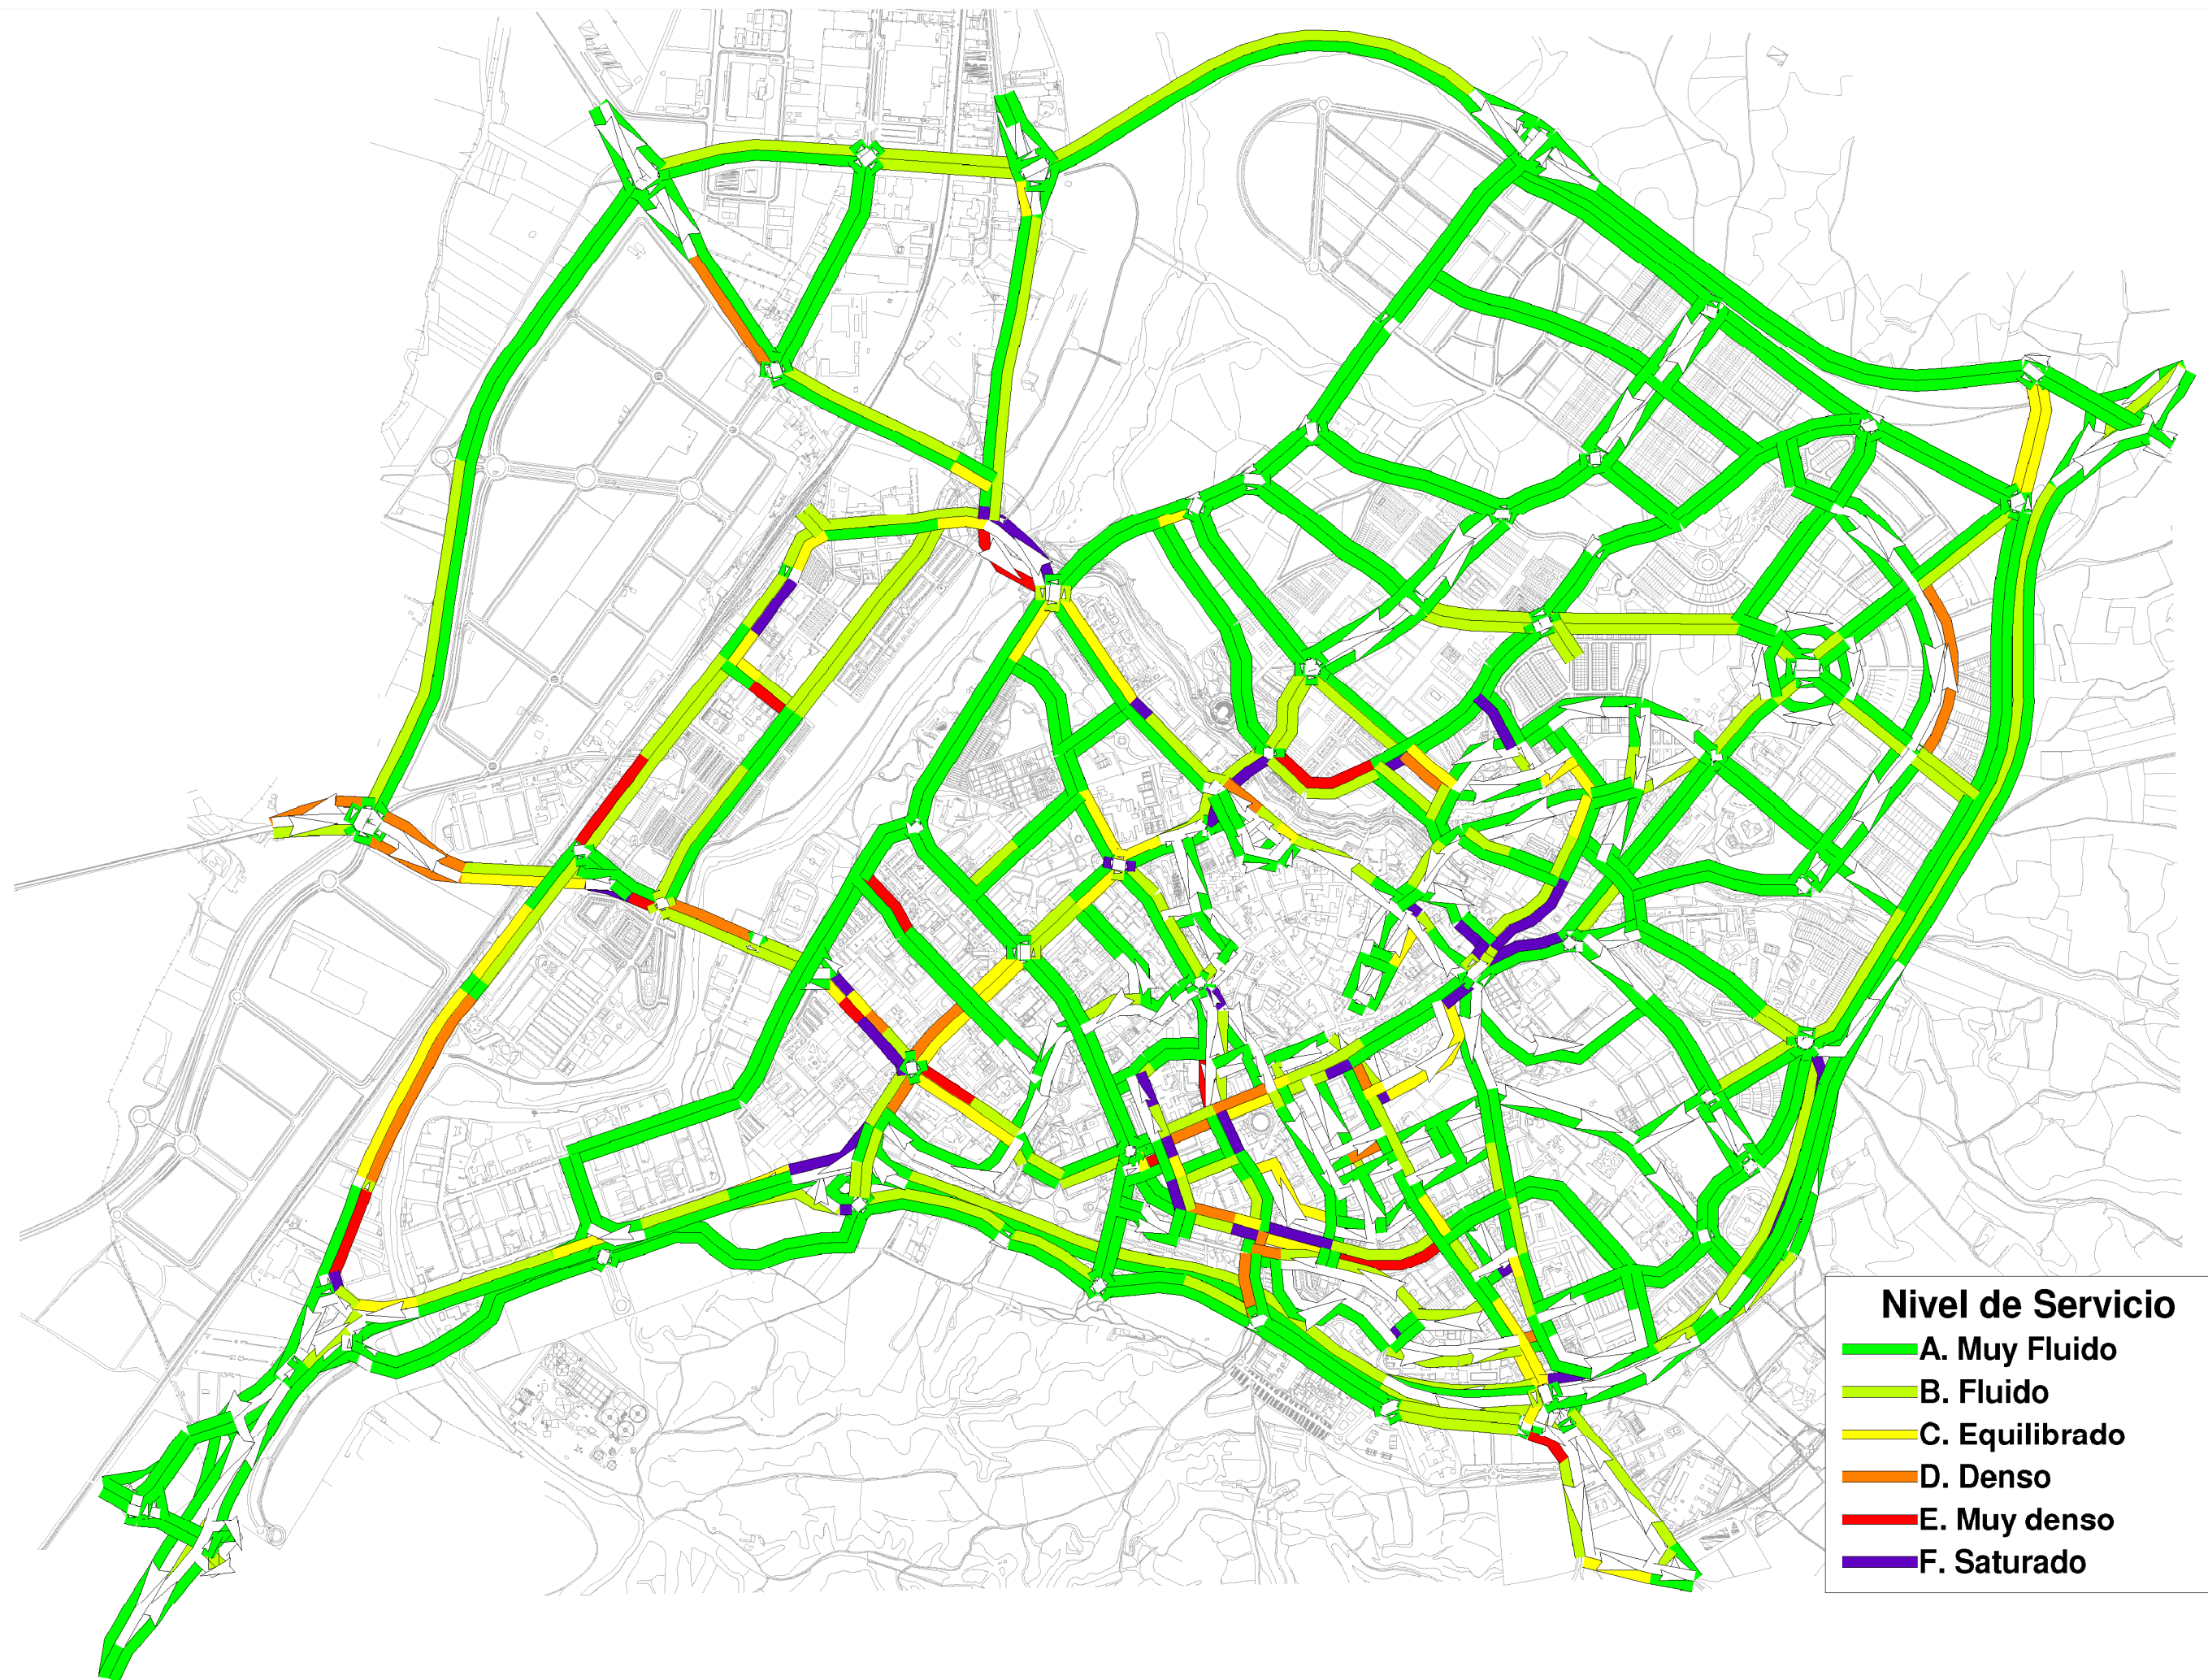 Nivel de Servicio
A. Muy Fluido
B. Fluido
C. Equilibrado
D. Denso
E. Muy denso
F. Saturado